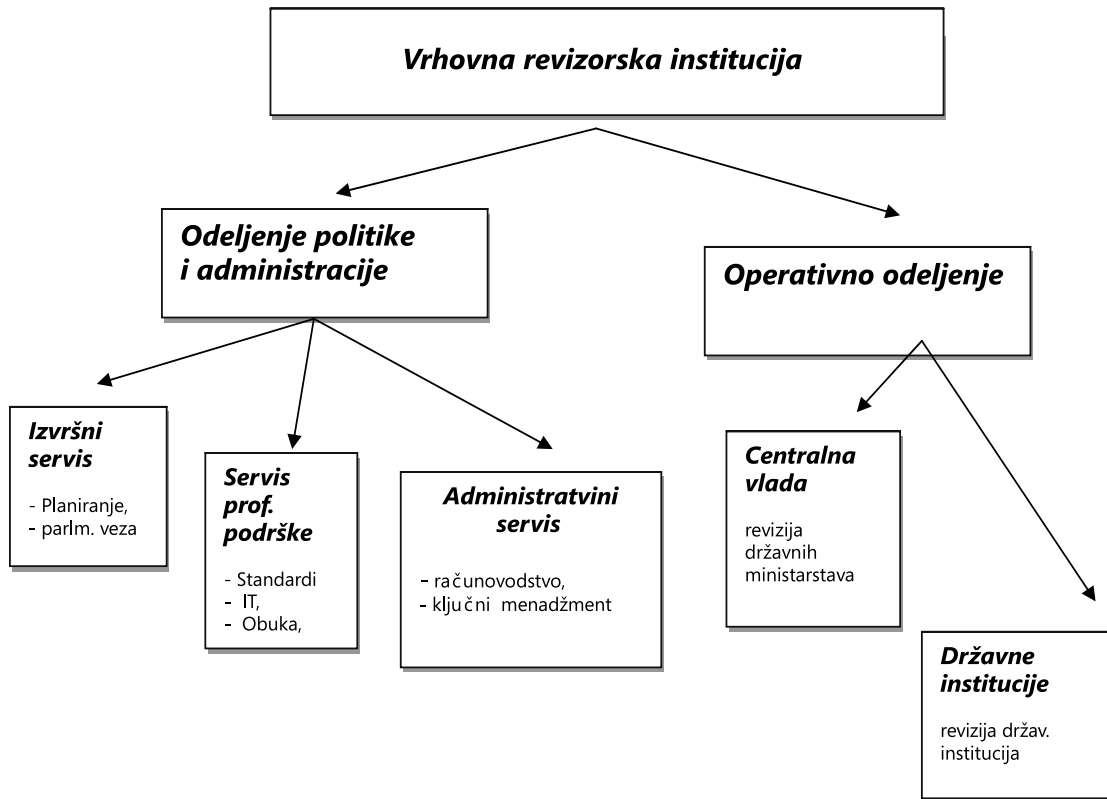 Vrhovna revizorska institucija
Odeljenje politike
i administracije
Operativno odeljenje
Izvršni
servis
- Planiranje,
- parlm. veza
Servis
prof.
podrške
- Standardi
- IT,
- Obuka,
Administratvini
servis
- računovodstvo,
- ključni menadžment
Centralna
vlada
revizija
državnih
ministarstava
Državne
institucije
revizija držav.
institucija